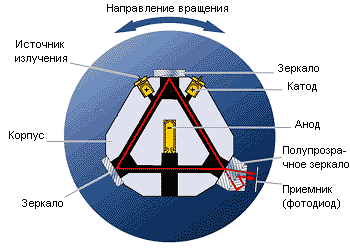 Направление вращения
Источник
излучения
Зеркало
Катод
Корпус
Анод
Полупрозра-
чное зеркало
Зеркало
Приемник
(фотодиод)